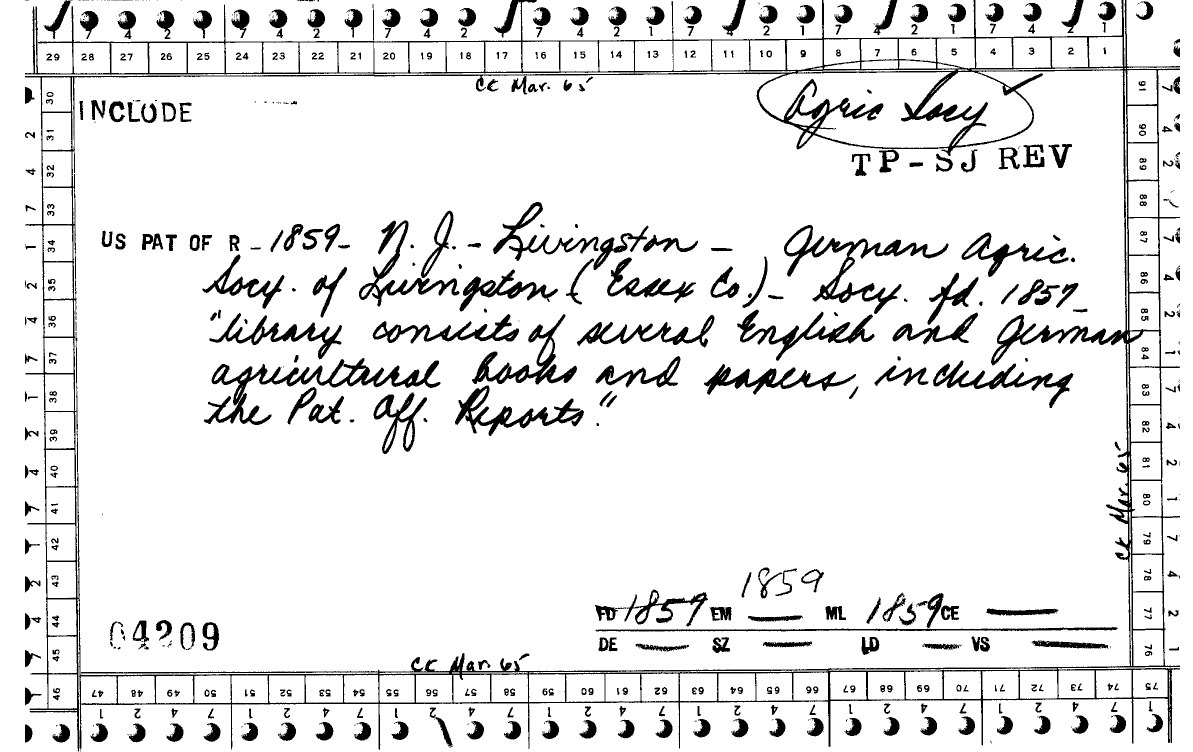 29 28 27 26 25 24 23 22 21 20 19 18 17 16 15 14 13 12 11 10 9 8 7 6 5 4 3 2 1
CK Mar. 65
INCLUDE
Agric Socy
TP-SJ REV
US PAT OF R - 1859 - N. J. - Livingston - German Agric.
Socy. of Livingston (Essex Co.) - Socy. fd. 1857
"library consists of several English and German
agricultural books and papers, including
the Pat. Off. Reports."
CK Mar. 65
1859
FD 1859 EM — ML 1859 CE —
DE — SZ — LD — VS —
04209
CK Mar. 65
47 48 49 50 51 52 53 54 55 56 57 58 59 60 61 62 63 64 65 66 67 68 69 70 71 72 73 74 75